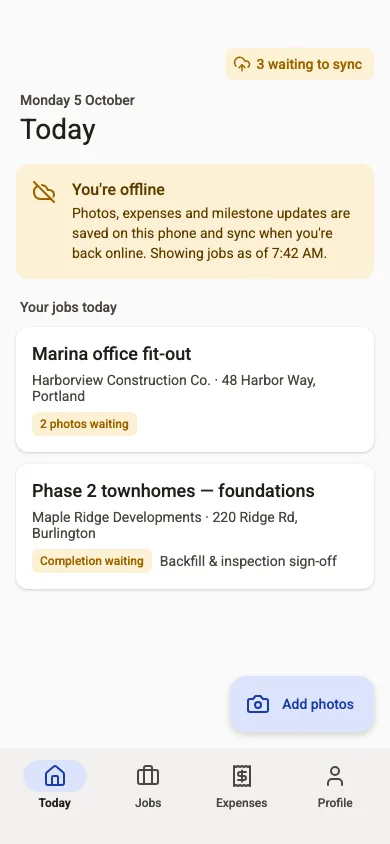 3 waiting to sync
Monday 5 October
Today
You're offline
Photos, expenses and milestone updates are
saved on this phone and sync when you're
back online. Showing jobs as of 7:42 AM.
Your jobs today
Marina office fit-out
Harborview Construction Co. · 48 Harbor Way,
Portland
2 photos waiting
Phase 2 townhomes — foundations
Maple Ridge Developments · 220 Ridge Rd,
Burlington
Completion waiting Backfill & inspection sign-off
Add photos
Today Jobs Expenses Profile